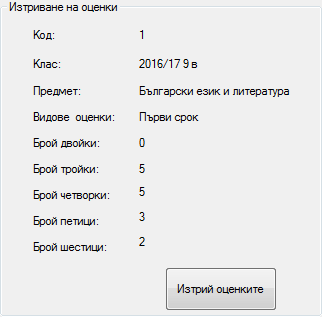 Изтриване на оценки
Код: 1
Клас: 2016/17 9 в
Предмет: Български език и литература
Видове оценки: Първи срок
Брой двойки: 0
Брой тройки: 5
Брой четворки: 5
Брой петици: 3
Брой шестици: 2
Изтрий оценките